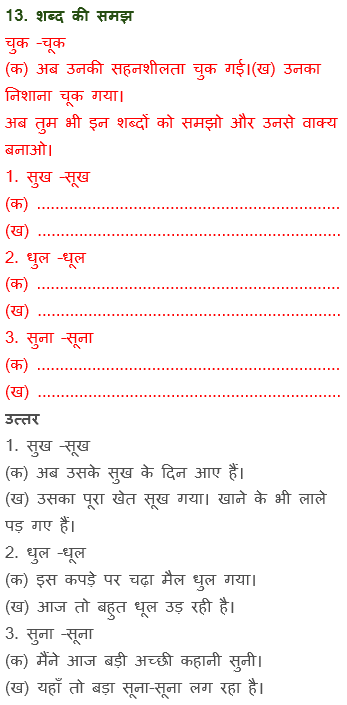 13. शब्द की समझ
चुक -चूक
(क) अब उनकी सहनशीलता चुक गई।(ख) उनका
निशाना चूक गया।
अब तुम भी इन शब्दों को समझो और उनसे वाक्य
बनाओ।
1. सुख -सूख
(क) ..................................................................
(ख) ..................................................................
2. धुल -धूल
(क) ..................................................................
(ख) ..................................................................
3. सुना -सूना
(क) ..................................................................
(ख) ..................................................................
उत्तर
1. सुख -सूख
(क) अब उसके सुख के दिन आए हैं।
(ख) उसका पूरा खेत सूख गया। खाने के भी लाले
पड़ गए हैं।
2. धुल -धूल
(क) इस कपड़े पर चढ़ा मैल धुल गया।
(ख) आज तो बहुत धूल उड़ रही है।
3. सुना -सूना
(क) मैंने आज बड़ी अच्छी कहानी सुनी।
(ख) यहाँ तो बड़ा सूना-सूना लग रहा है।